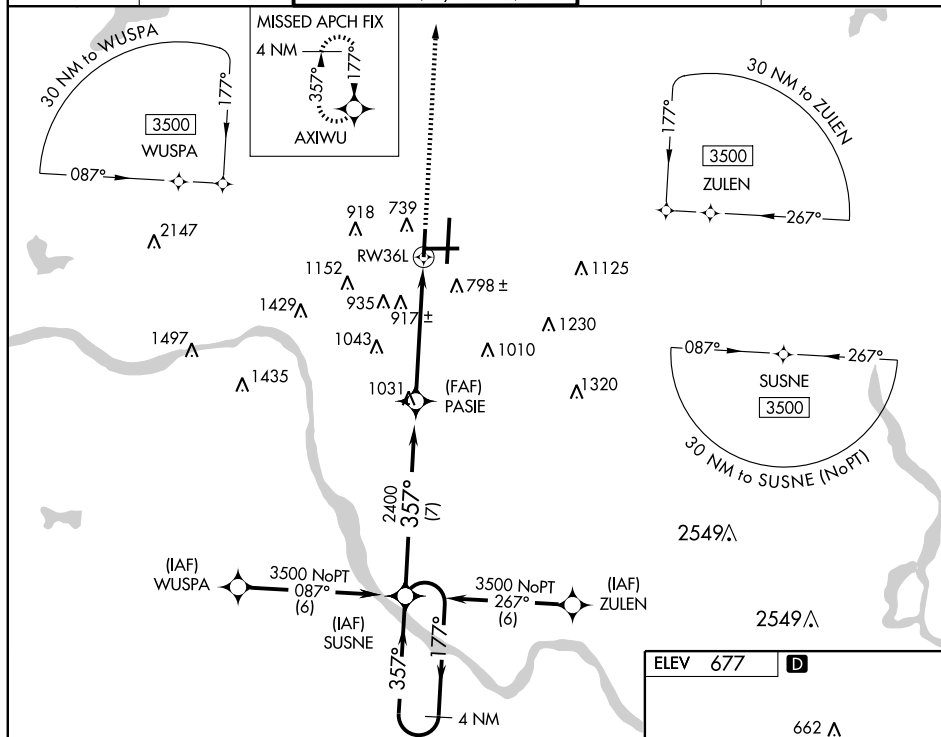 MISSED APCH FIX
4 NM
357°
177°
AXIWU
30 NM to WUSPA
177°
3500
WUSPA
087°
30 NM to ZULEN
177°
3500
ZULEN
267°
2147
918
739
RW36L
1152
798 ±
1125
1429
935
917 ±
1230
1497
1043
1010
1435
1031
(FAF)
PASIE
1320
087°
267°
SUSNE
3500
30 NM to SUSNE (NoPT)
2400
357°
(7)
2549
(IAF)
WUSPA
3500 NoPT
087°
(6)
(IAF)
SUSNE
3500 NoPT
267°
(6)
(IAF)
ZULEN
2549
357°
177°
4 NM
ELEV 677
D
662